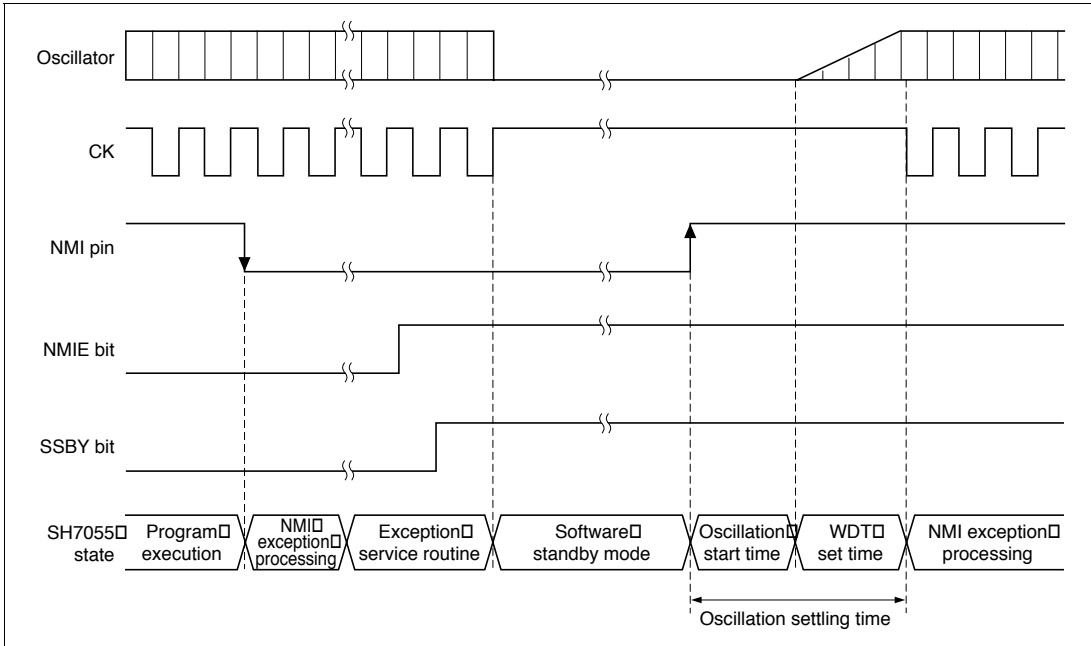 Oscillator
CK
NMI pin
NMIE bit
SSBY bit
SH7055□
state
Program□
execution
NMI□
exception□
processing
Exception□
service routine
Software□
standby mode
Oscillation□
start time
WDT□
set time
NMI exception□
processing
Oscillation settling time